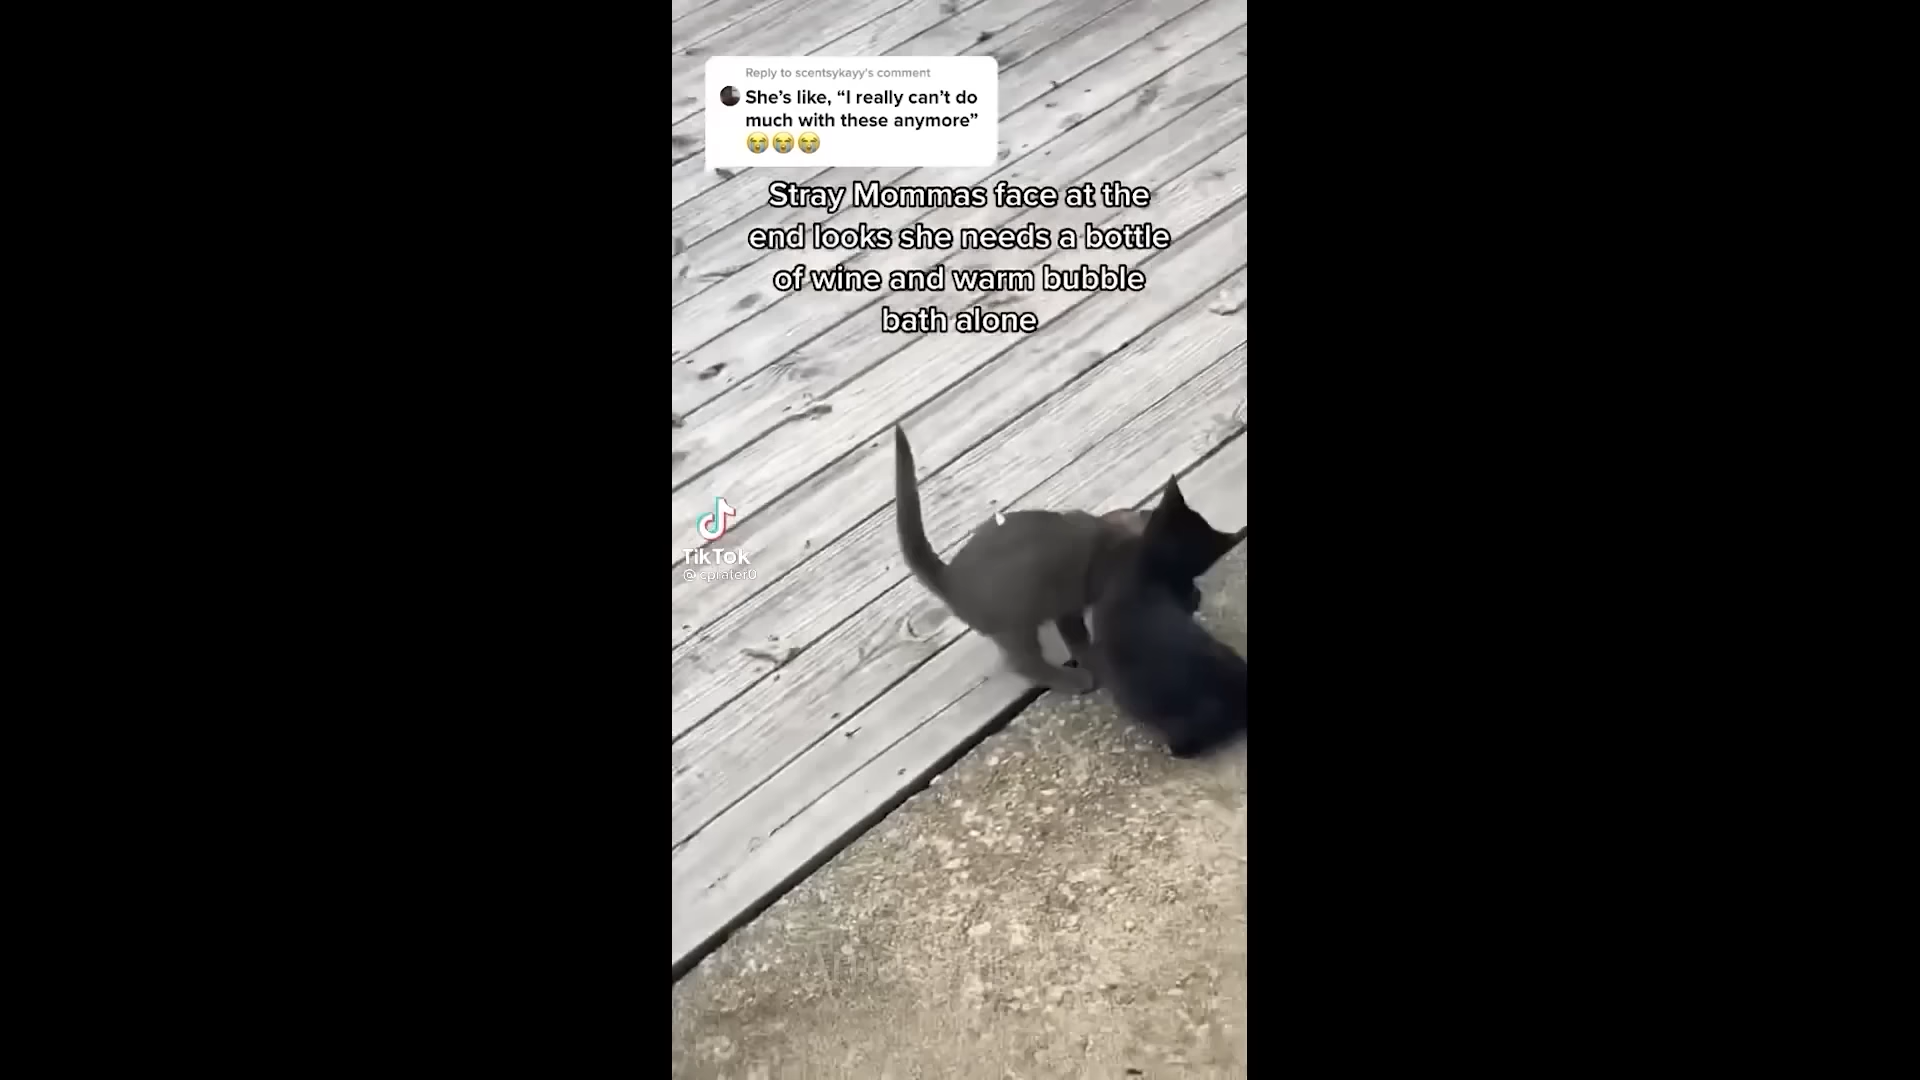 Reply to scentsykayy's comment
She's like, “I really can't do
much with these anymore”
😭😭😭
Stray Mommas face at the
end looks she needs a bottle
of wine and warm bubble
bath alone
TikTok
@cprater0